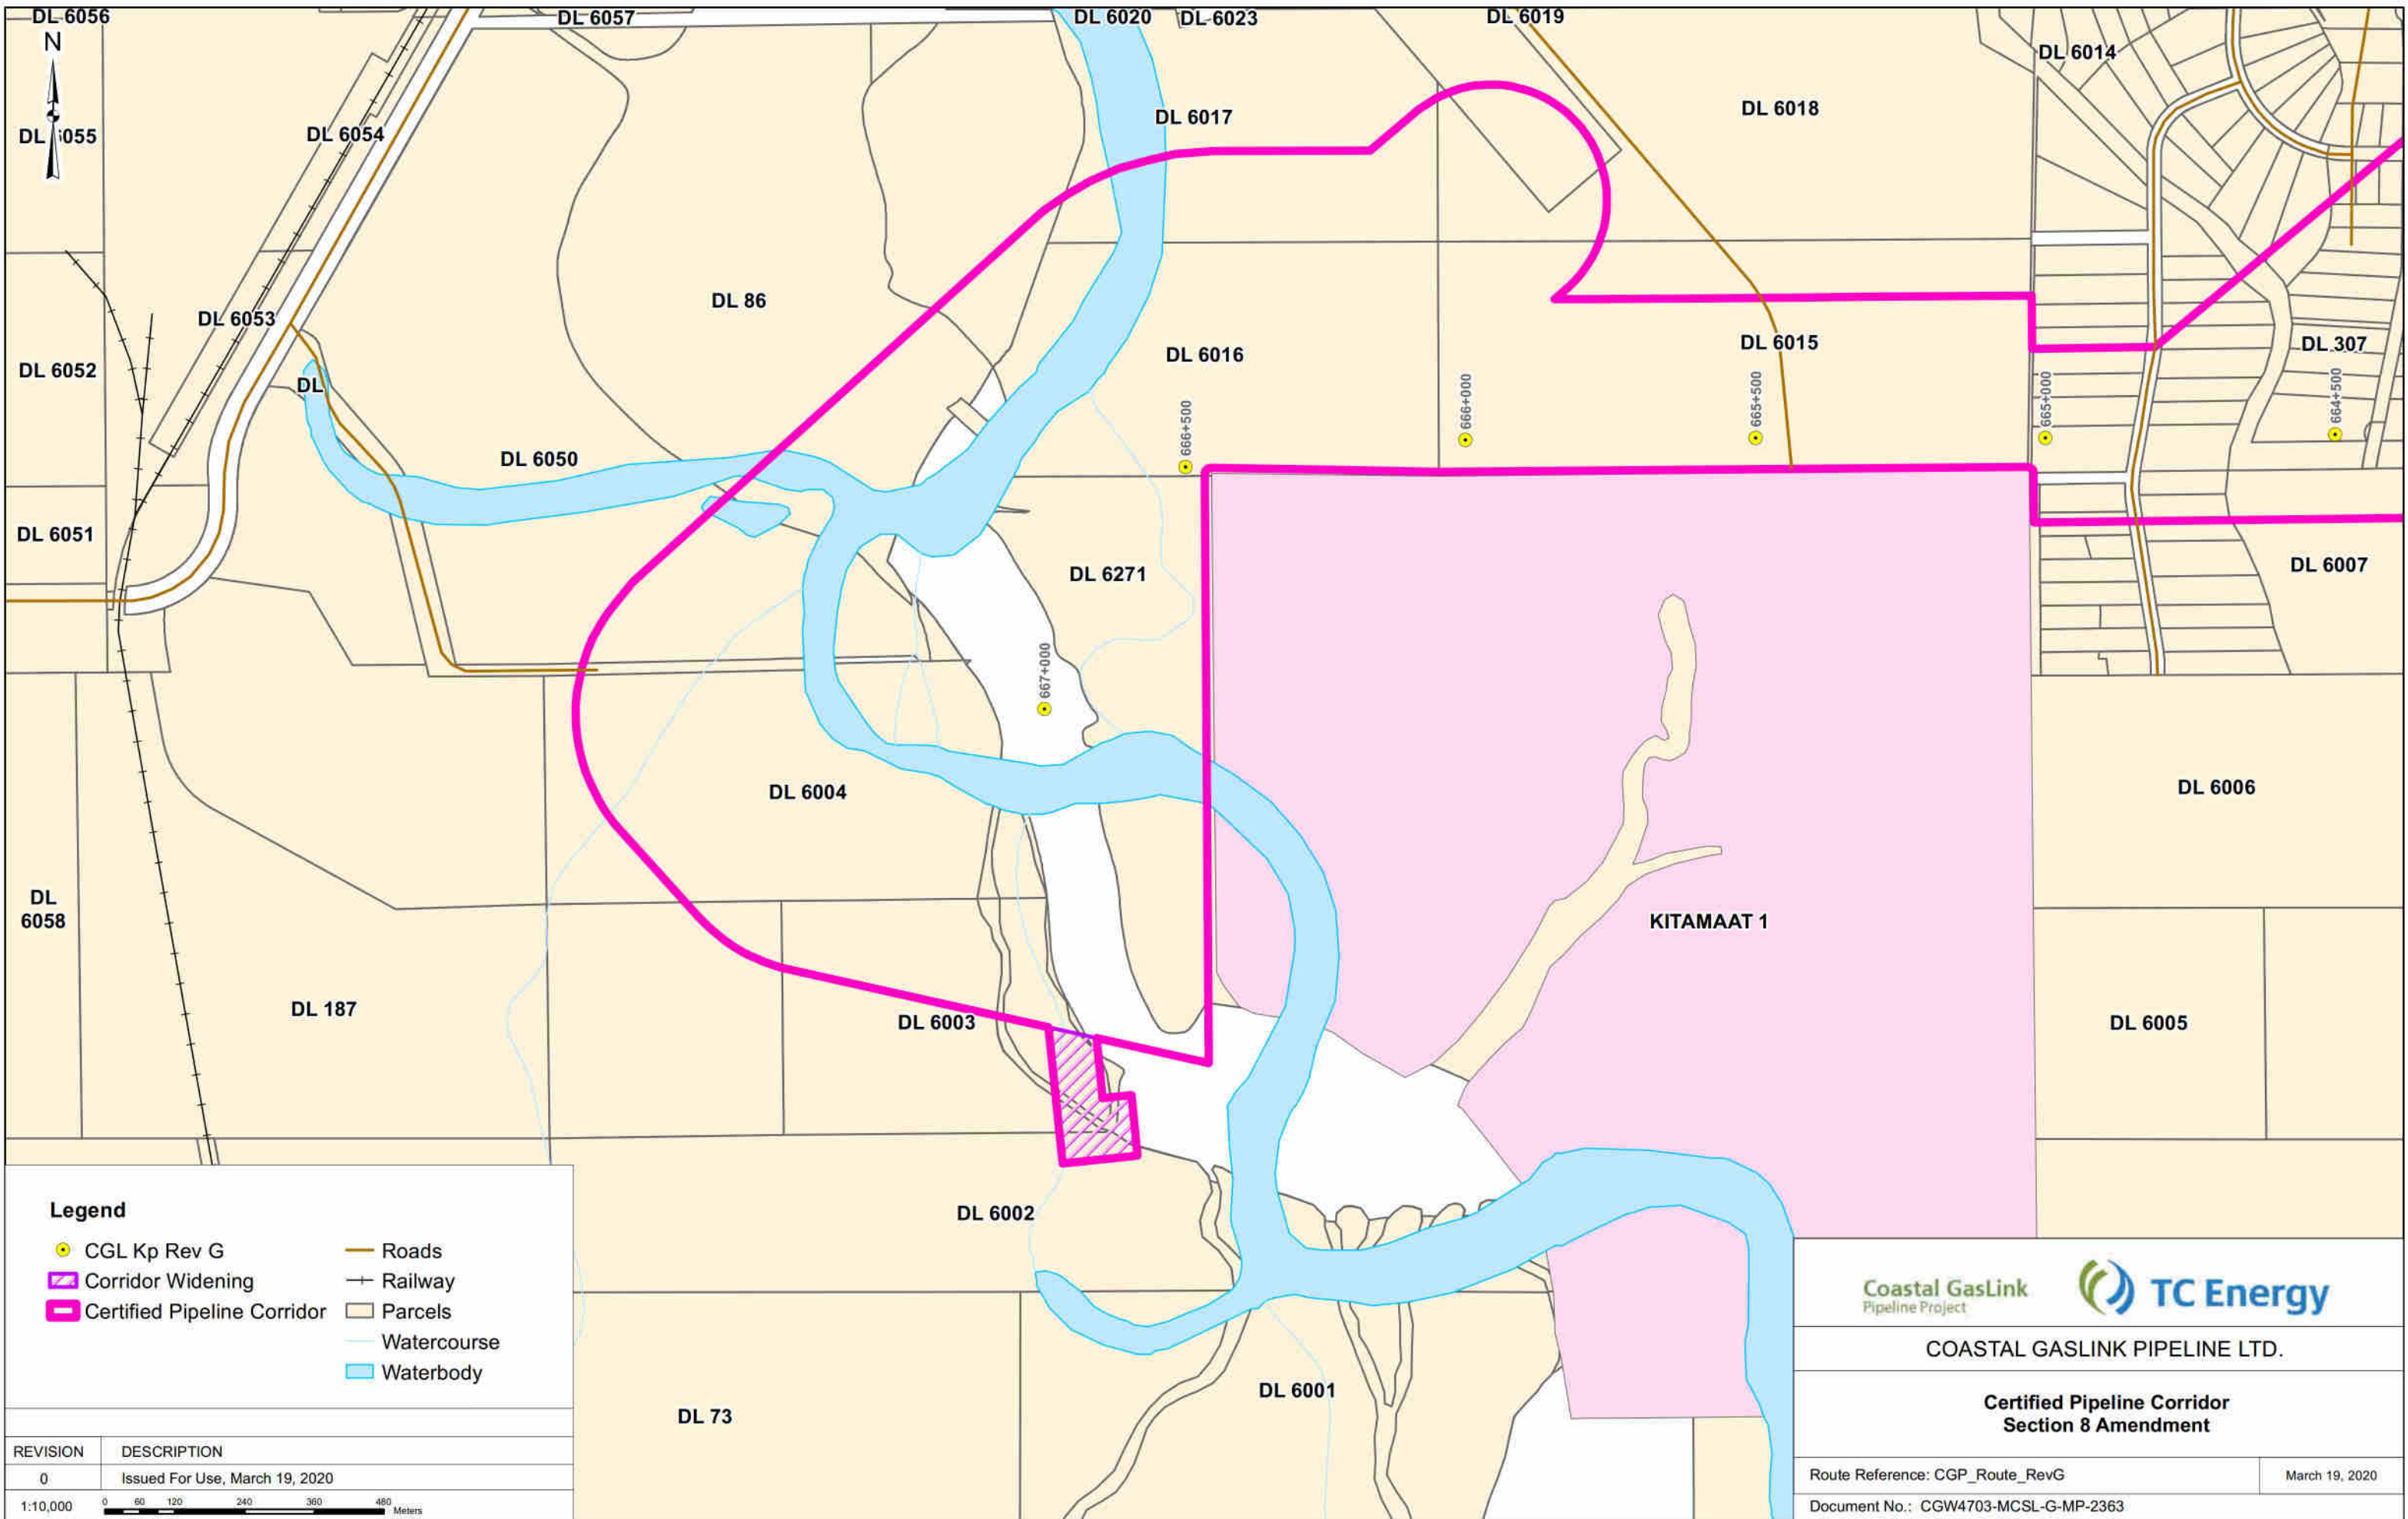 DL 6056
DL 6057
DL 6020
DL 6023
DL 6019
N
DL 6014
DL 6055
DL 6054
DL 6017
DL 6018
DL 86
DL 6053
DL 6016
DL 6015
DL 307
DL 6052
DL
666+500
666+000
665+500
665+000
664+500
DL 6050
DL 6051
DL 6271
DL 6007
667+000
DL 6004
DL 6006
DL
6058
KITAMAAT 1
DL 187
DL 6003
DL 6005
DL 6002
DL 73
DL 6001
Legend
CGL Kp Rev G
Corridor Widening
Certified Pipeline Corridor
Roads
Railway
Parcels
Watercourse
Waterbody
REVISION DESCRIPTION
0 Issued For Use, March 19, 2020
1:10,000 0 60 120 240 360 480 Meters
Coastal GasLink
Pipeline Project
TC Energy
COASTAL GASLINK PIPELINE LTD.
Certified Pipeline Corridor
Section 8 Amendment
Route Reference: CGP_Route_RevG March 19, 2020
Document No.: CGW4703-MCSL-G-MP-2363